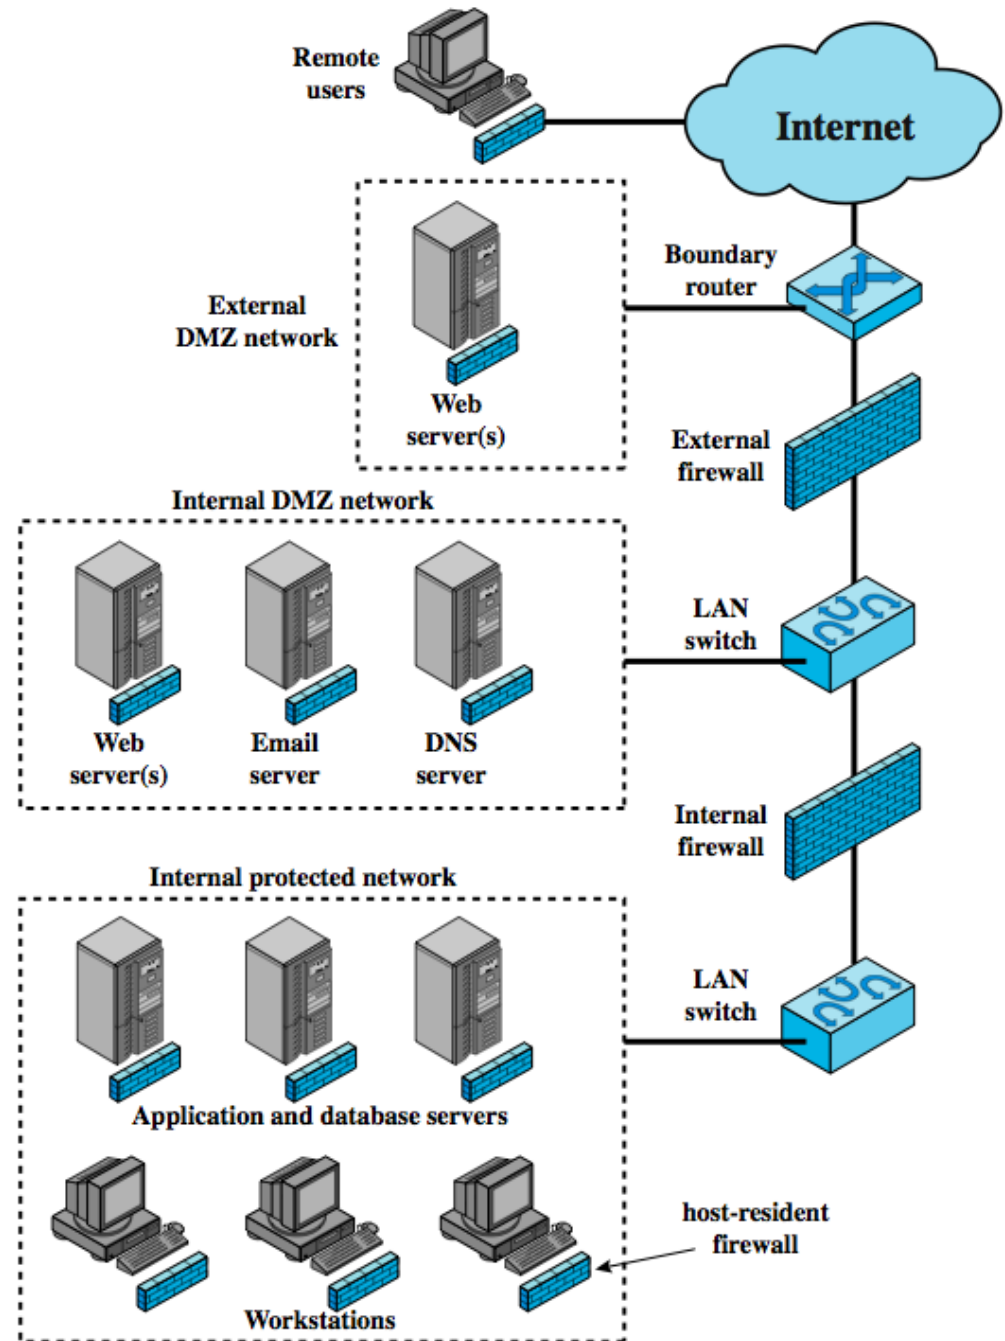 Remote
users
Internet
Boundary
router
External
DMZ network
Web
server(s)
External
firewall
Internal DMZ network
LAN
switch
Web
server(s)
Email
server
DNS
server
Internal
firewall
Internal protected network
LAN
switch
Application and database servers
host-resident
firewall
Workstations